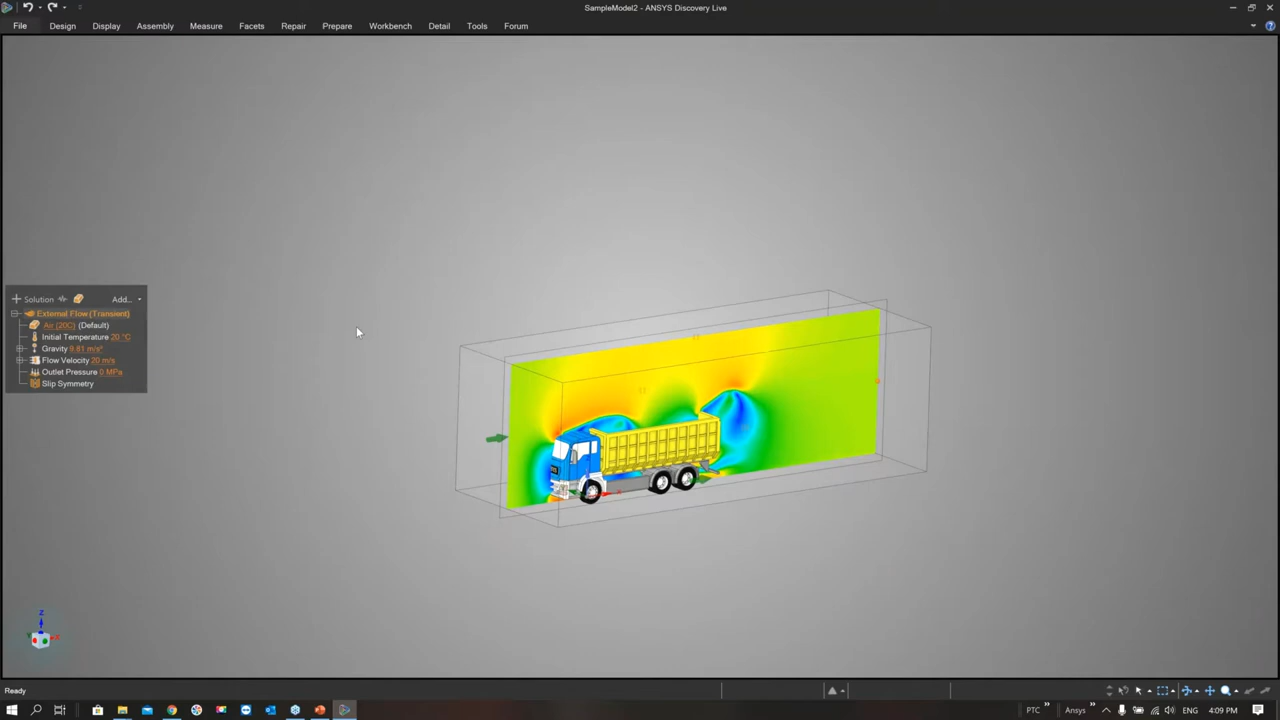 SampleModel2 - ANSYS Discovery Live
File Design Display Assembly Measure Facets Repair Prepare Workbench Detail Tools Forum
Solution Add...
External Flow (Transient)
Air (20C) (Default)
Initial Temperature 20 °C
Gravity 9.81 m/s²
Flow Velocity 20 m/s
Outlet Pressure 0 MPa
Slip Symmetry
Z
Y X
Ready
PTC » Ansys » ENG 4:09 PM